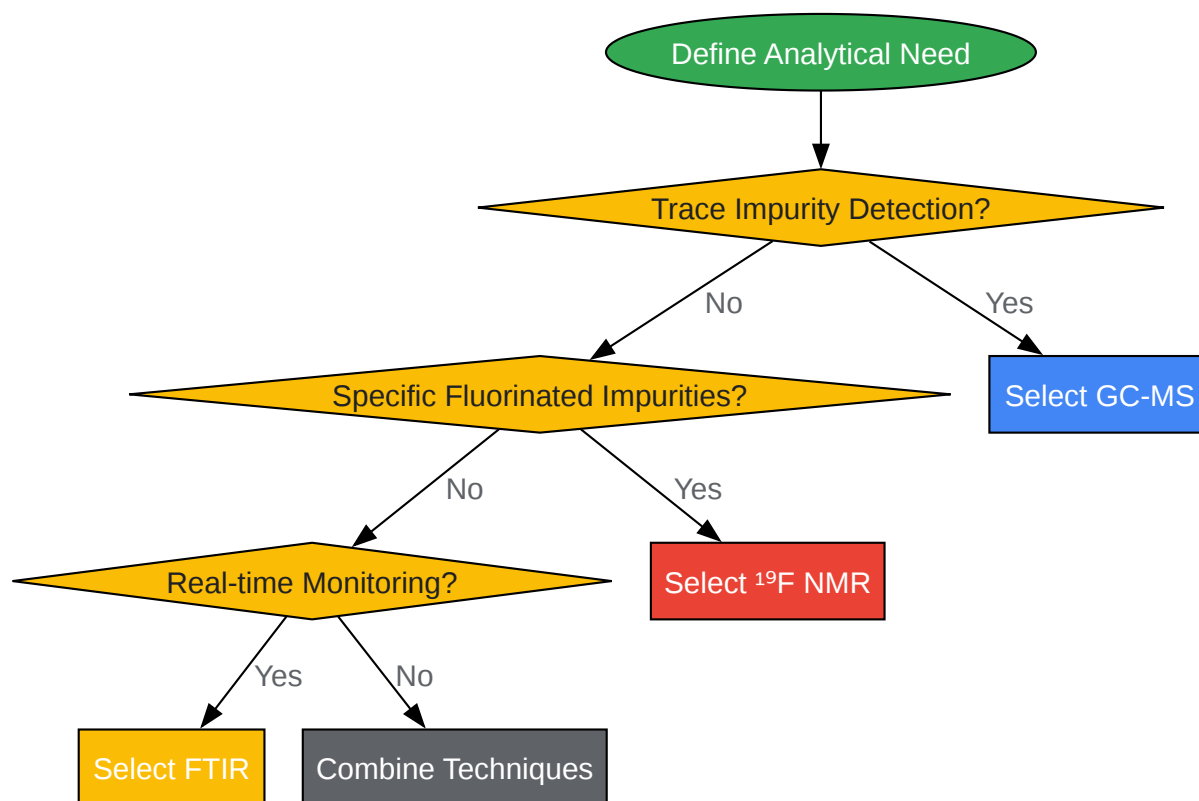 Define Analytical Need
Trace Impurity Detection?
No
Yes
Specific Fluorinated Impurities?
Select GC-MS
No
Yes
Real-time Monitoring?
Select ¹⁹F NMR
Yes
No
Select FTIR
Combine Techniques